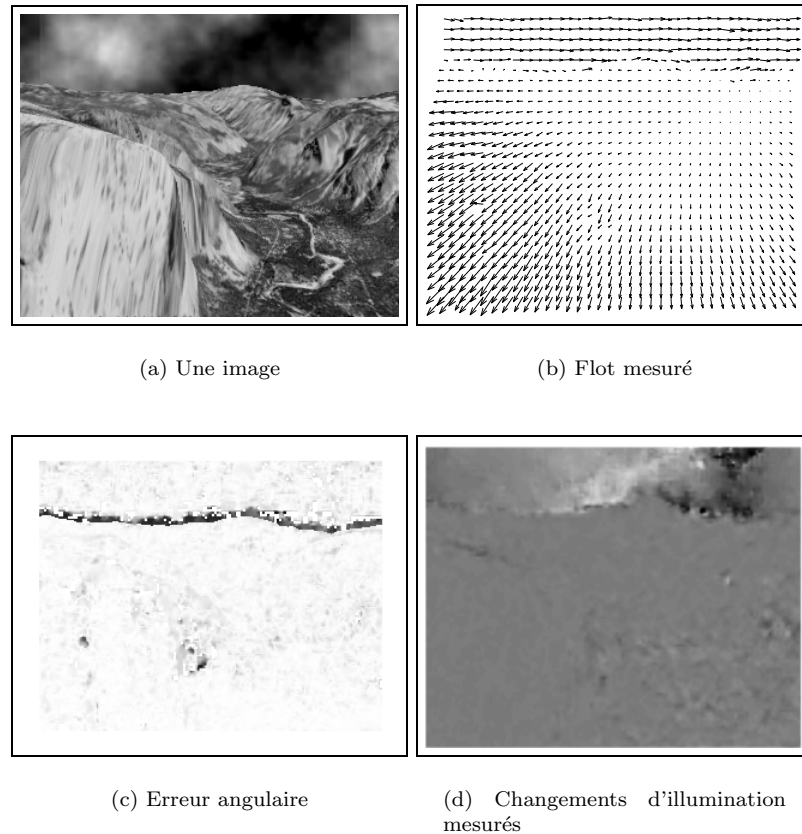 (a) Une image
(b) Flot mesuré
(c) Erreur angulaire
(d) Changements d'illumination
mesurés